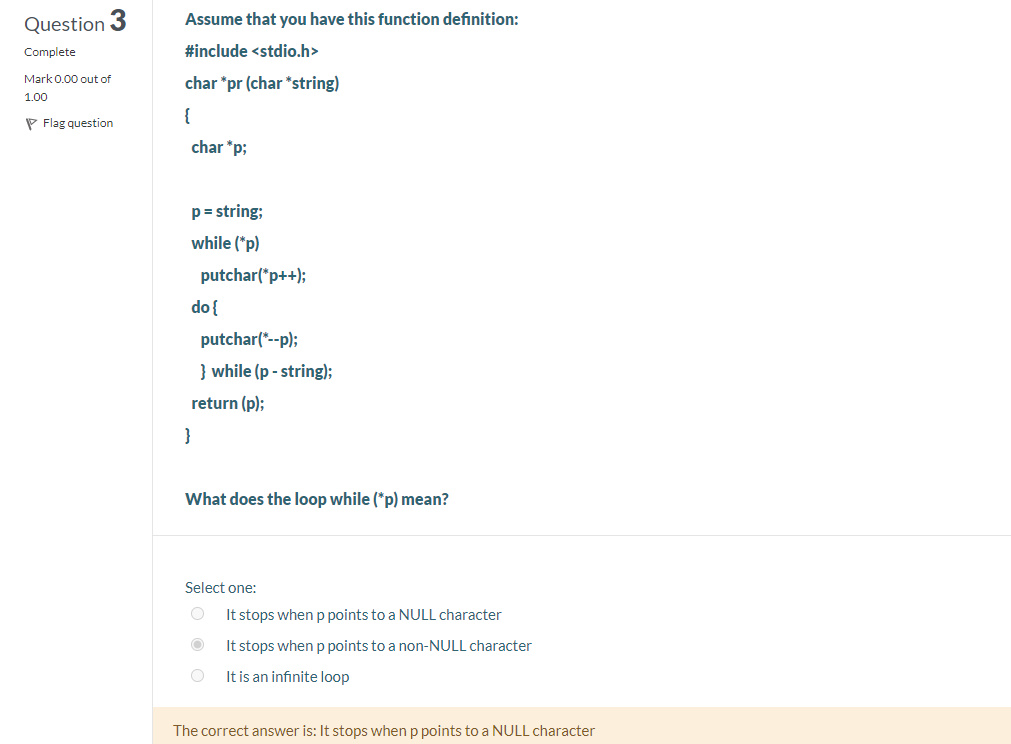 Question 3
Complete
Mark 0.00 out of
1.00
Flag question
Assume that you have this function definition:
#include <stdio.h>
char *pr (char *string)
{
char *p;
p = string;
while (*p)
putchar(*p++);
do {
putchar(*--p);
} while (p - string);
return (p);
}
What does the loop while (*p) mean?
Select one:
It stops when p points to a NULL character
It stops when p points to a non-NULL character
It is an infinite loop
The correct answer is: It stops when p points to a NULL character